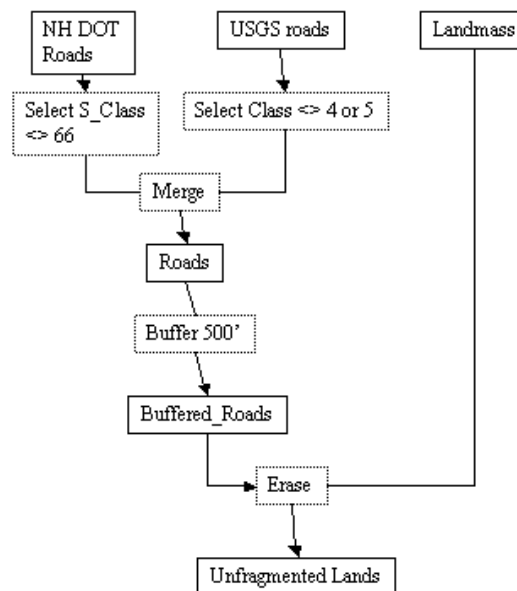 NH DOT
Roads
USGS roads
Landmass
Select S_Class
<> 66
Select Class <> 4 or 5
Merge
Roads
Buffer 500’
Buffered_Roads
Erase
Unfragmented Lands